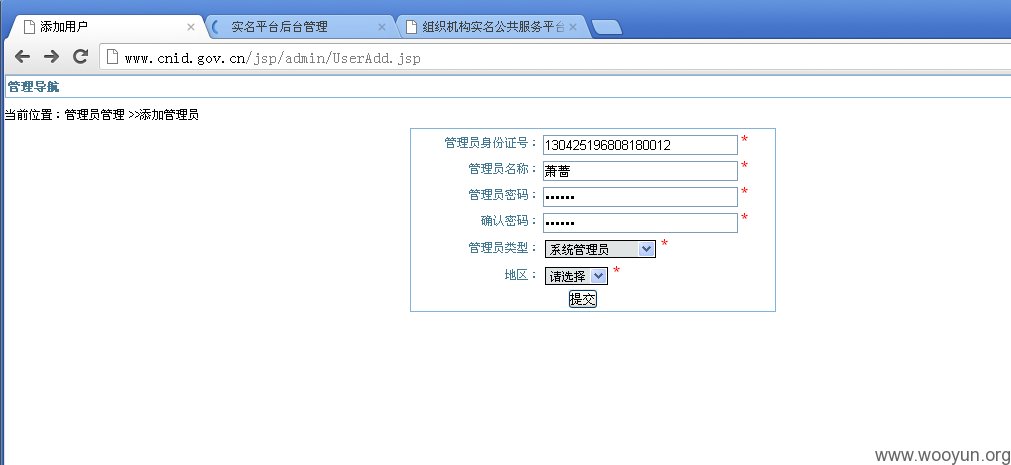 添加用户
实名平台后台管理
组织机构实名公共服务平台
www.cnid.gov.cn/jsp/admin/UserAdd.jsp
管理导航
当前位置：管理员管理 >>添加管理员
管理员身份证号： 130425196808180012 *
管理员名称： 萧蔷 *
管理员密码： •••••• *
确认密码： •••••• *
管理员类型： 系统管理员 *
地区： 请选择 *
提交
www.wooyun.org